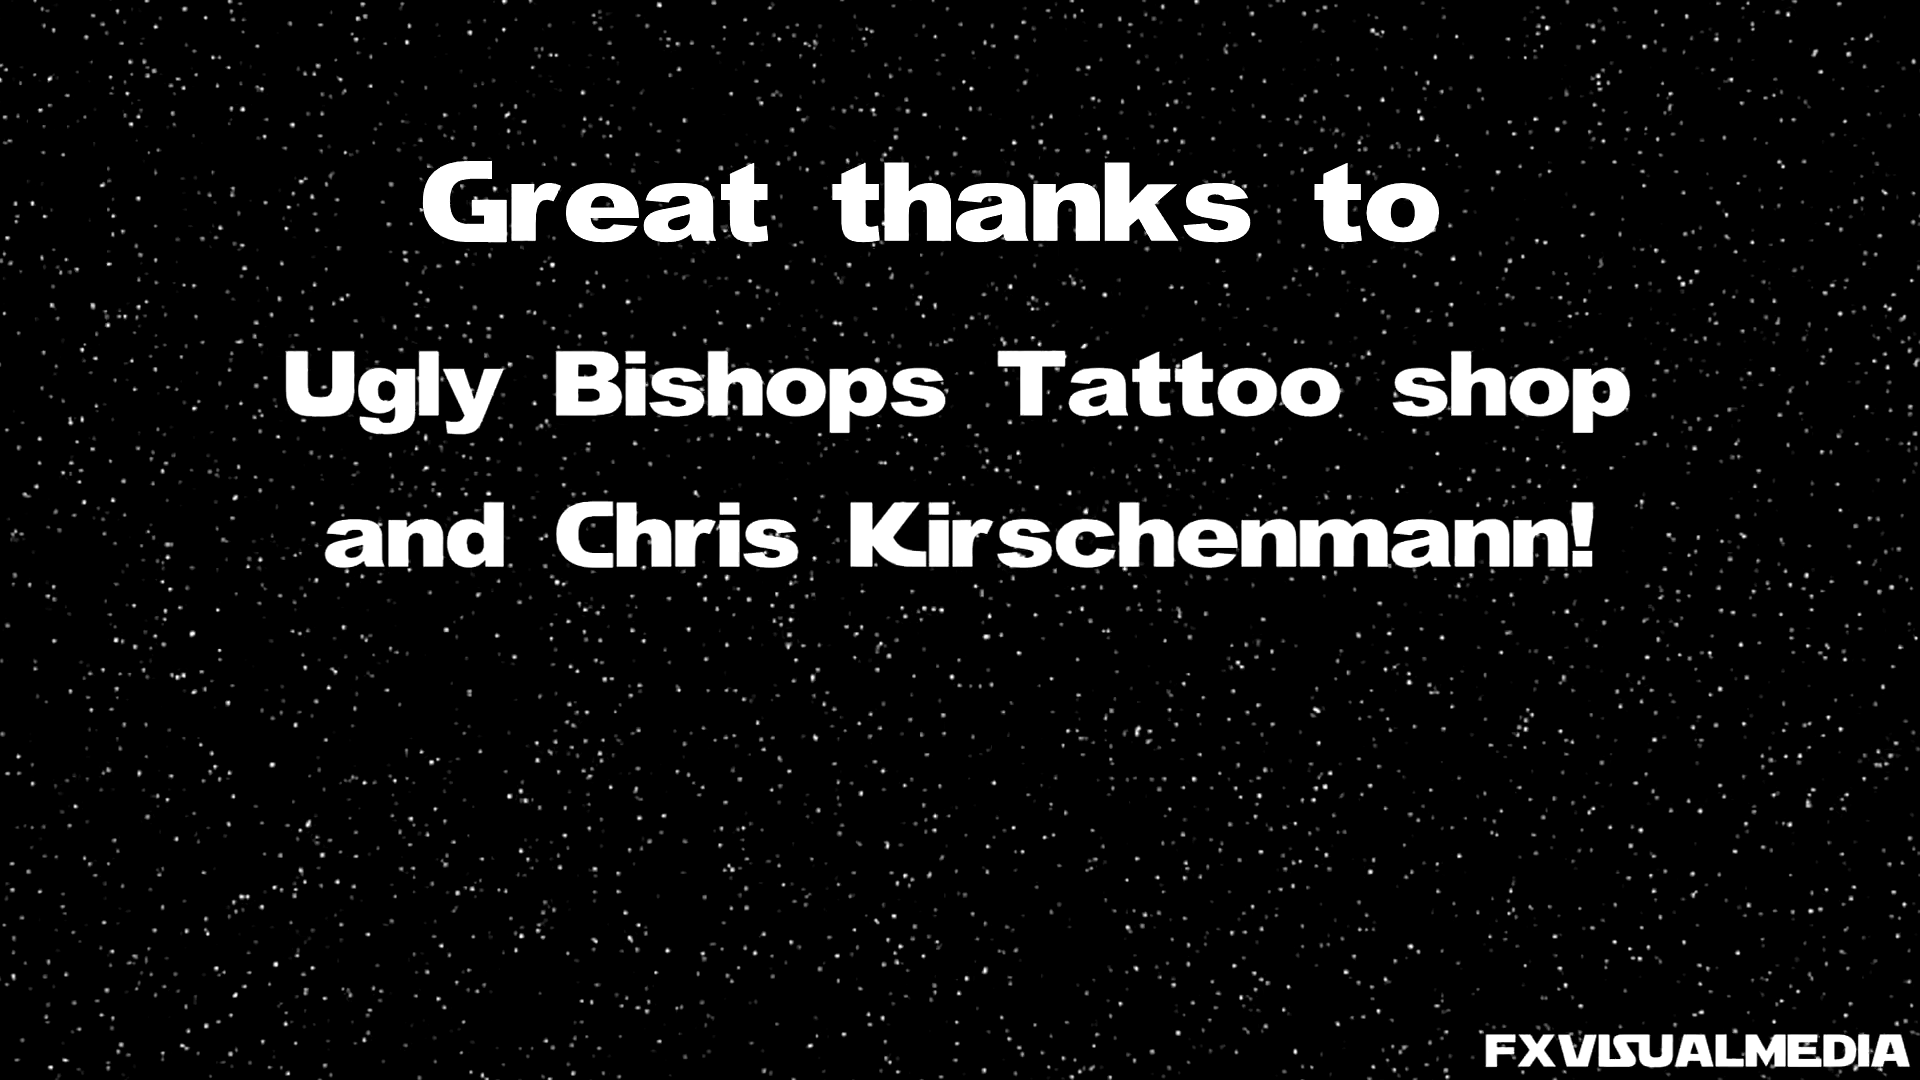 Great thanks to
Ugly Bishops Tattoo shop
and Chris Kirschenmann!
FXVISUALMEDIA